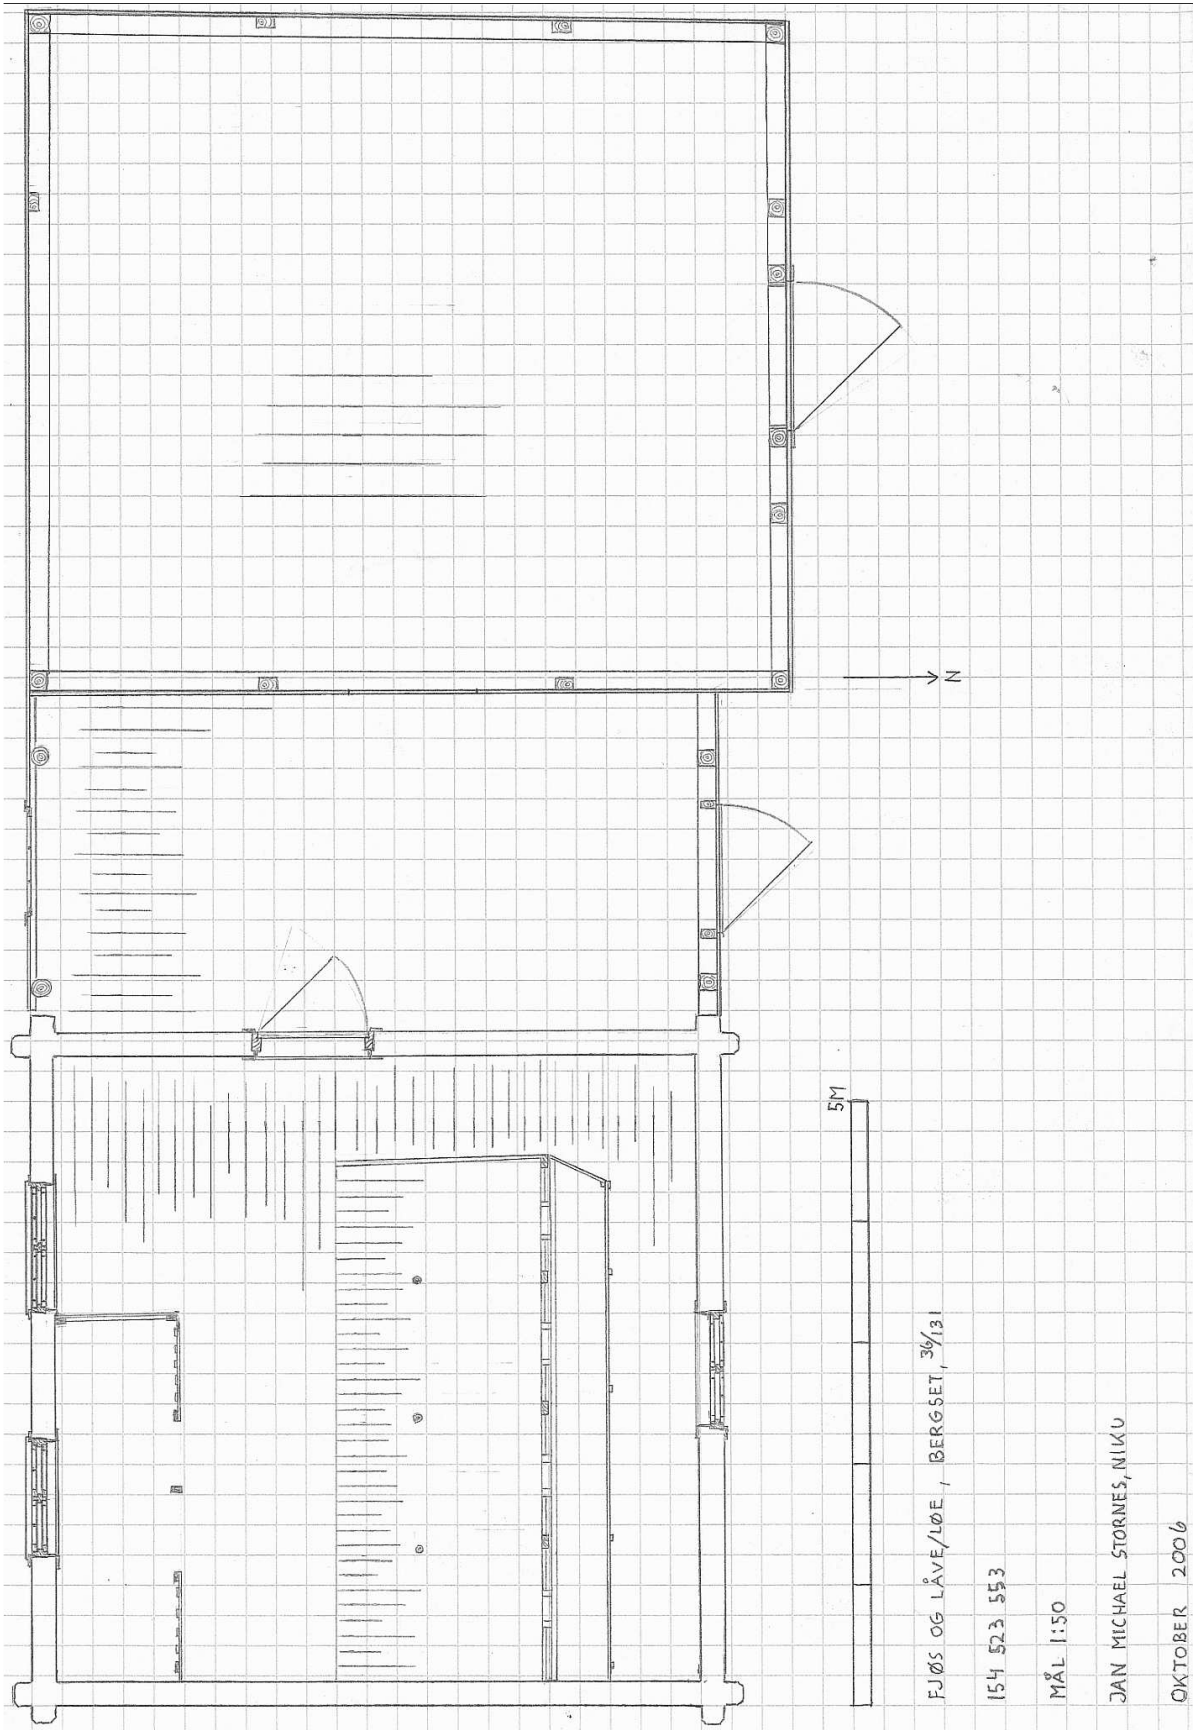 N
5M
FJØS OG LÅVE/LØE, BERGSET, 36/131
154 523 553
MÅL 1:50
JAN MICHAEL STORNES, NIKU
OKTOBER 2006